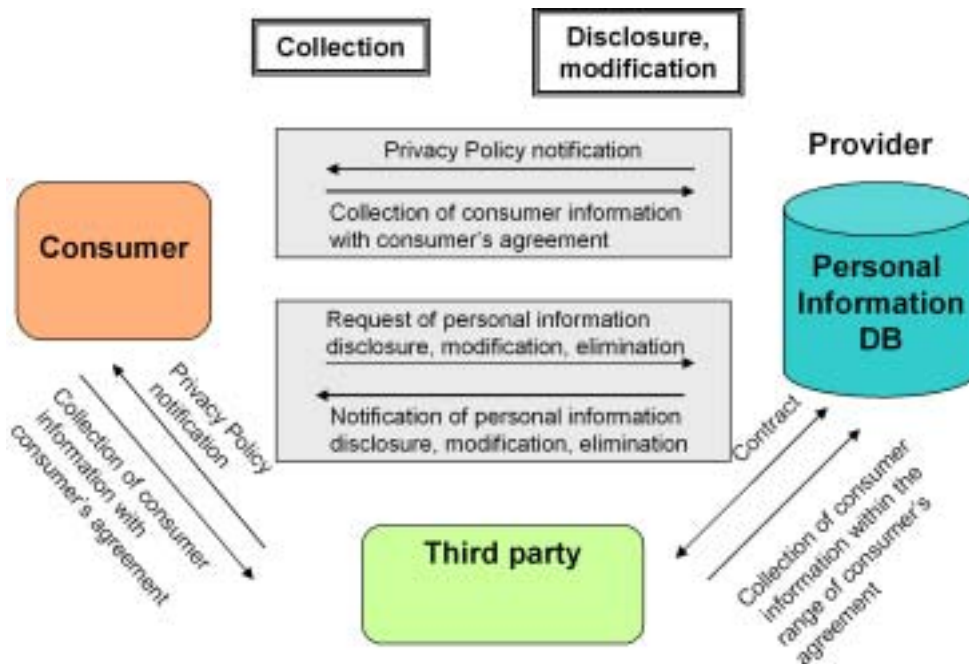 Collection
Disclosure,
modification
Privacy Policy notification
Provider
Collection of consumer information
with consumer's agreement
Consumer
Personal
Information
DB
Request of personal information
disclosure, modification, elimination
Notification of personal information
disclosure, modification, elimination
Privacy Policy
notification
Collection of consumer
information with
consumer's agreement
Contract
Collection of consumer
information within the
range of consumer's
agreement
Third party